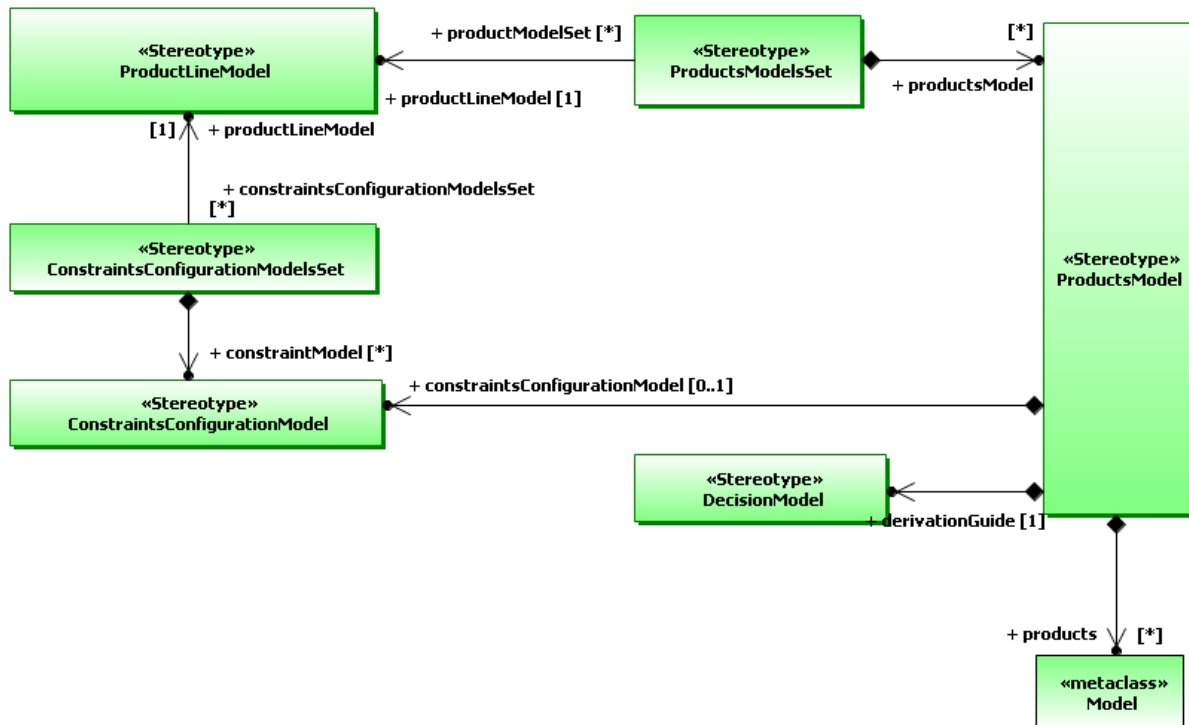 «Stereotype»
ProductLineModel
+ productModelSet [*]
+ productLineModel [1]
«Stereotype»
ProductsModelsSet
[*]
+ productsModel
[1]
+ productLineModel
+ constraintsConfigurationModelsSet
[*]
«Stereotype»
ConstraintsConfigurationModelsSet
«Stereotype»
ProductsModel
+ constraintModel [*]
+ constraintsConfigurationModel [0..1]
«Stereotype»
ConstraintsConfigurationModel
«Stereotype»
DecisionModel
+ derivationGuide [1]
+ products
[*]
«metaclass»
Model